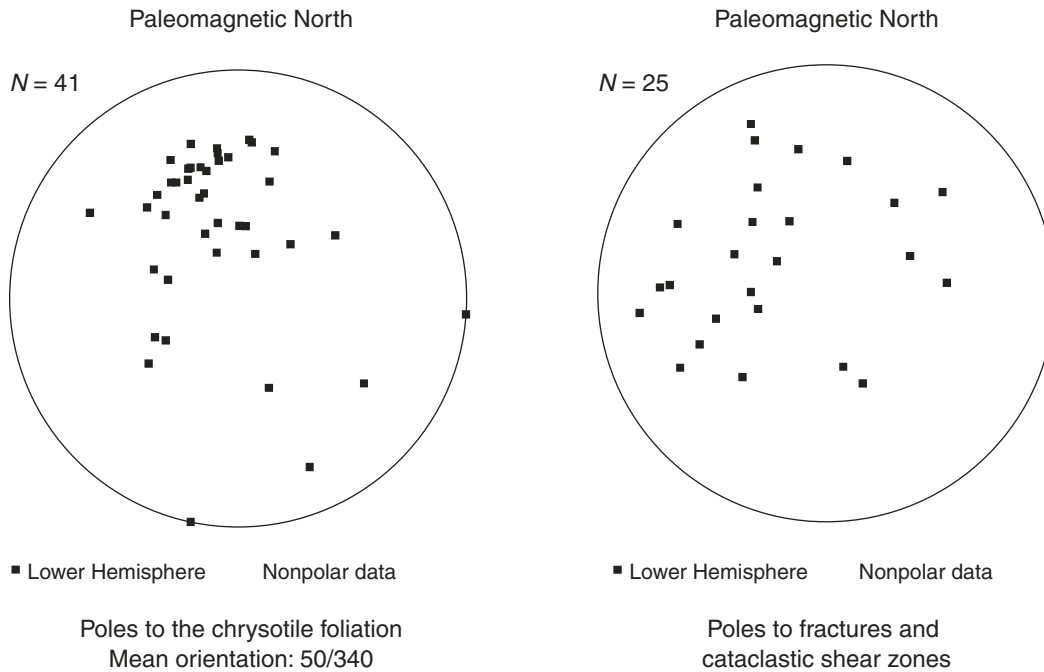 Paleomagnetic North
N = 41
Lower Hemisphere Nonpolar data
Poles to the chrysotile foliation
Mean orientation: 50/340
Paleomagnetic North
N = 25
Lower Hemisphere Nonpolar data
Poles to fractures and
cataclastic shear zones